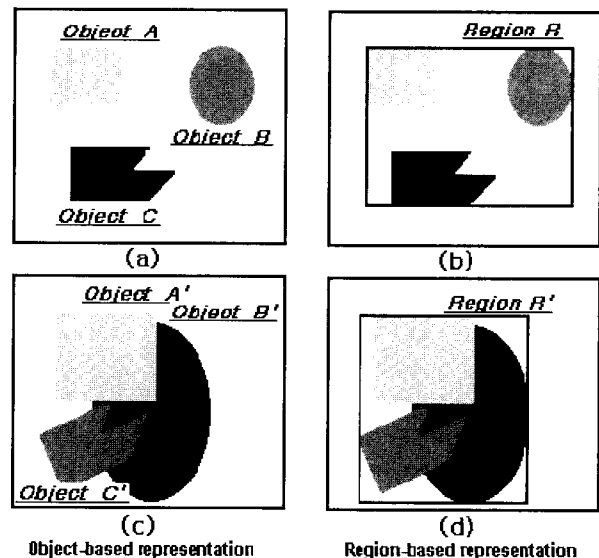 Object A
Region R
Object B
Object C
(a)
(b)
Object A'
Object B'
Region R'
Object C'
(c)
(d)
Object-based representation
Region-based representation